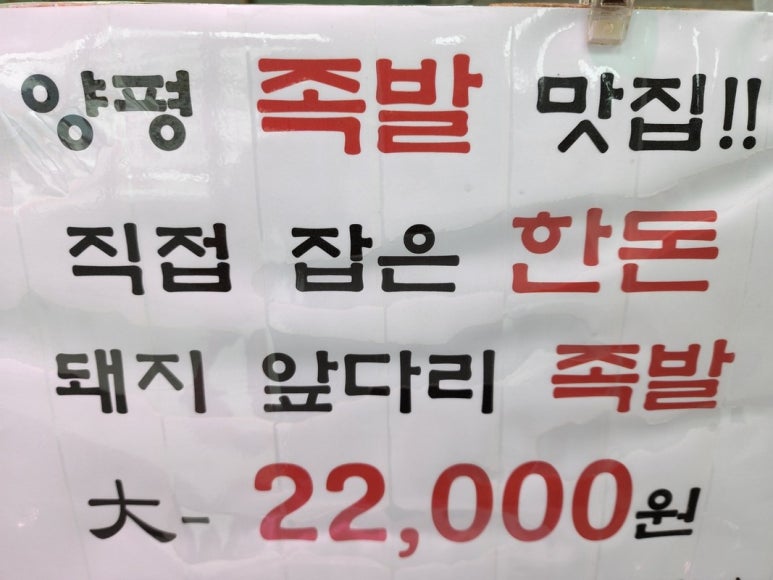 양평 족발 맛집!!
직접 잡은 한돈
돼지 앞다리 족발
大- 22,000원